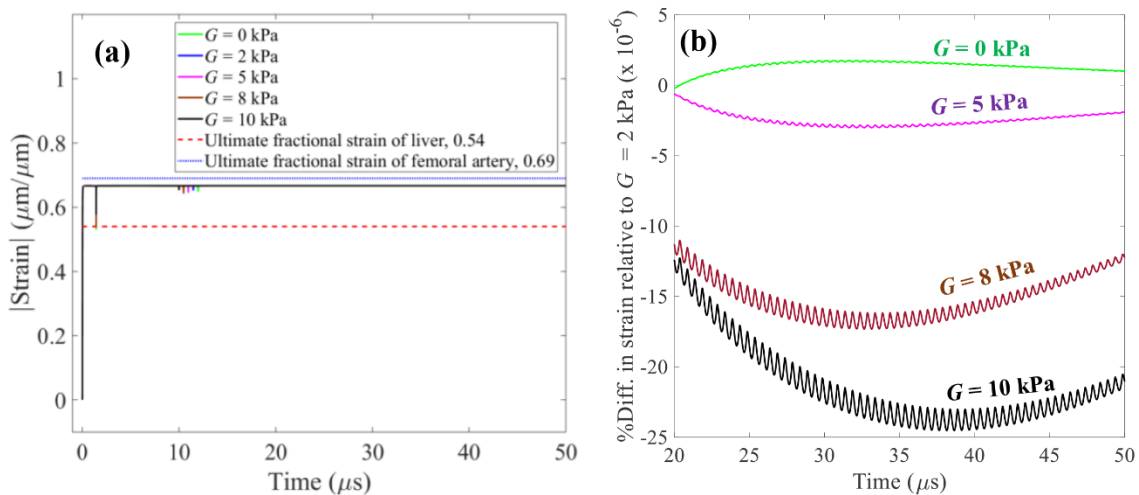 (a)
G = 0 kPa
G = 2 kPa
G = 5 kPa
G = 8 kPa
G = 10 kPa
Ultimate fractional strain of liver, 0.54
Ultimate fractional strain of femoral artery, 0.69
|Strain| (μm/μm)
1
0.8
0.6
0.4
0.2
0
0 10 20 30 40 50
Time (μs)
(b)
%Diff. in strain relative to G = 2 kPa (x 10^-6)
5
0
-5
-10
-15
-20
-25
G = 0 kPa
G = 5 kPa
G = 8 kPa
G = 10 kPa
20 25 30 35 40 45 50
Time (μs)